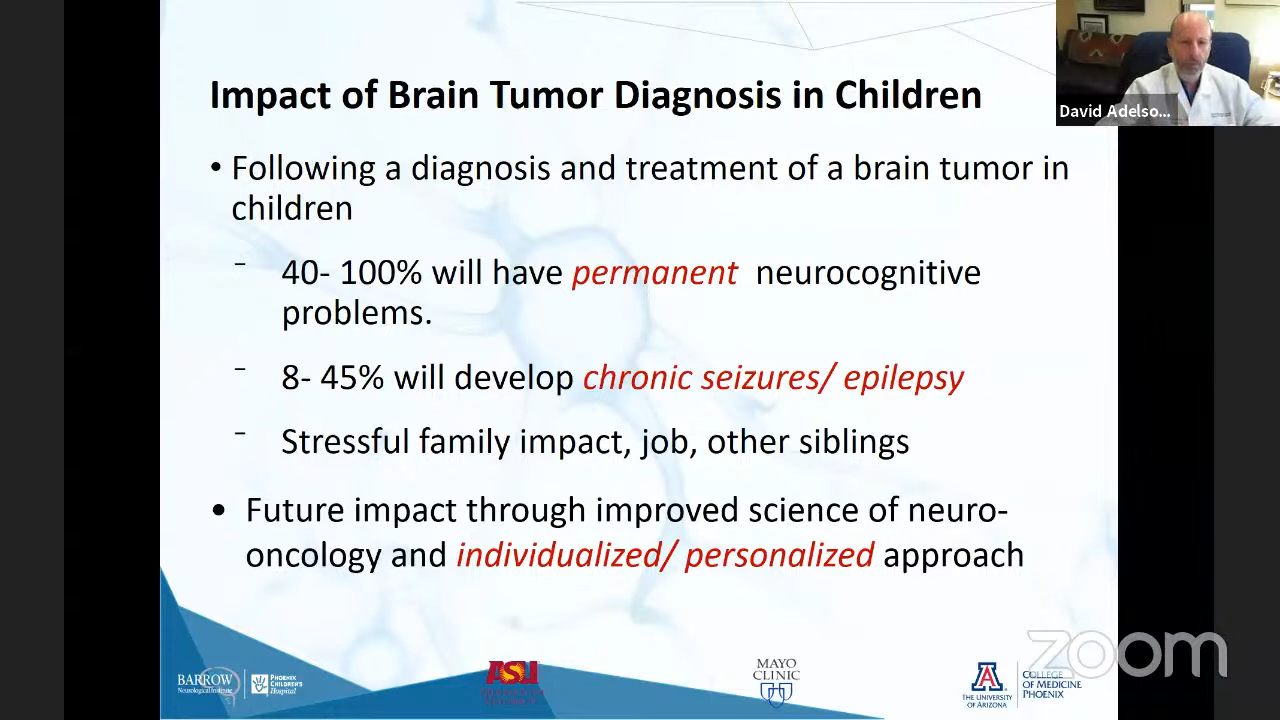 Impact of Brain Tumor Diagnosis in Children
David Adelso...
• Following a diagnosis and treatment of a brain tumor in
children
– 40- 100% will have permanent neurocognitive
problems.
– 8- 45% will develop chronic seizures/ epilepsy
– Stressful family impact, job, other siblings
• Future impact through improved science of neuro-
oncology and individualized/ personalized approach
zoom
BARROW
Neurological Institute
PHOENIX
CHILDREN'S
Hospital
ASU
MAYO
CLINIC
A
THE UNIVERSITY
OF ARIZONA
COLLEGE
OF MEDICINE
PHOENIX